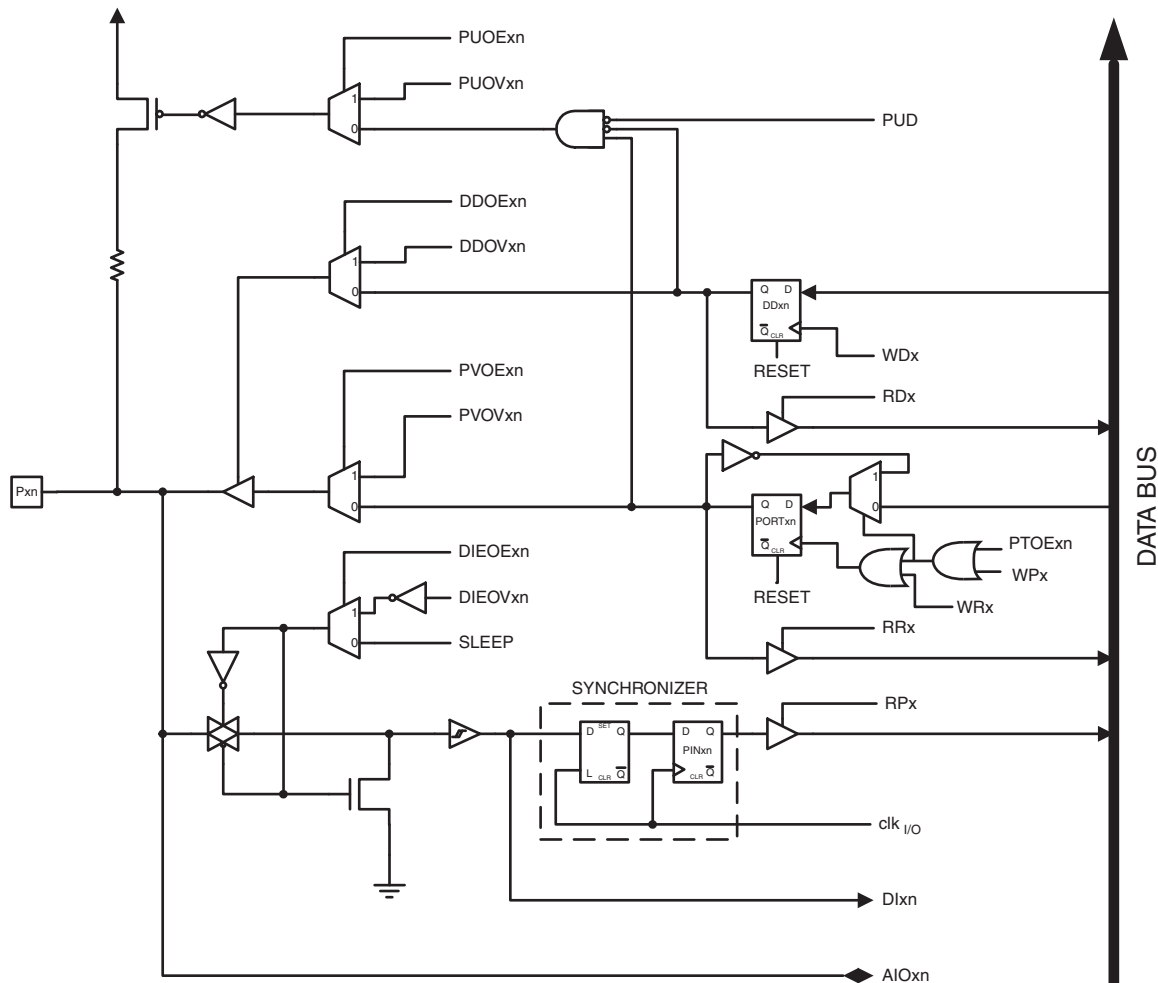 PUOExn
PUOVxn
1
0
PUD
DDOExn
DDOVxn
1
0
Q D
DDxn
Q CLR
WDx
RESET
RDx
PVOExn
PVOVxn
1
0
Pxn
1
0
Q D
PORTxn
Q CLR
PTOExn
WPx
RESET
WRx
RRx
DATA BUS
DIEOExn
DIEOVxn
1
0
SLEEP
SYNCHRONIZER
D SET Q
L CLR Q
D Q
PINxn
CLR Q
RPx
clk I/O
DIxn
AIOxn